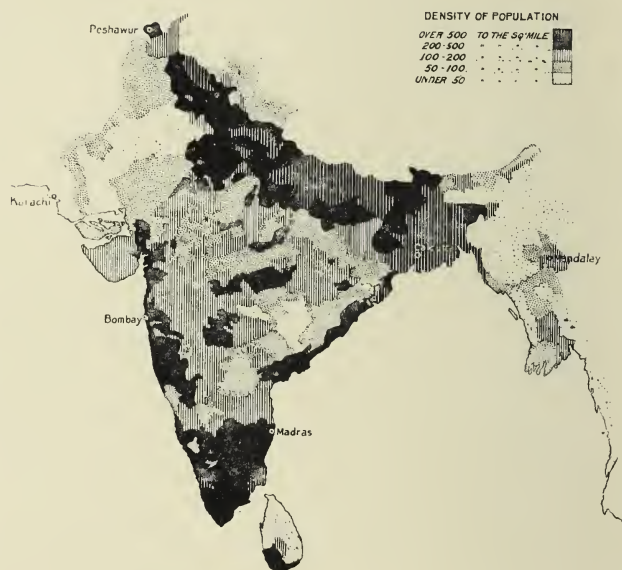 DENSITY OF POPULATION
OVER 500 TO THE SQ MILE
200-500 " " " "
100-200 " " " "
50-100. " " " "
UNDER 50 " " " "
Peshawur
Kurachi
Bombay
Madras